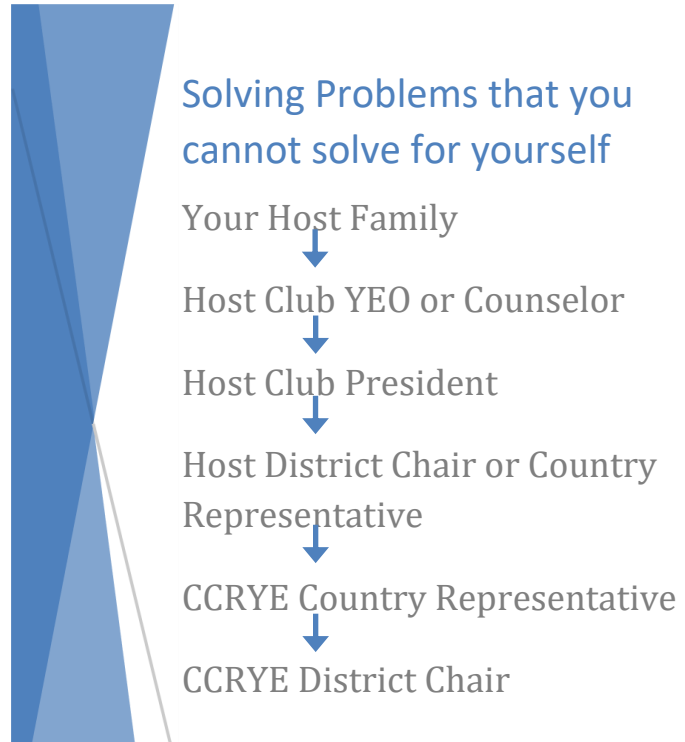 Solving Problems that you
cannot solve for yourself
Your Host Family
Host Club YEO or Counselor
Host Club President
Host District Chair or Country
Representative
CCRYE Country Representative
CCRYE District Chair